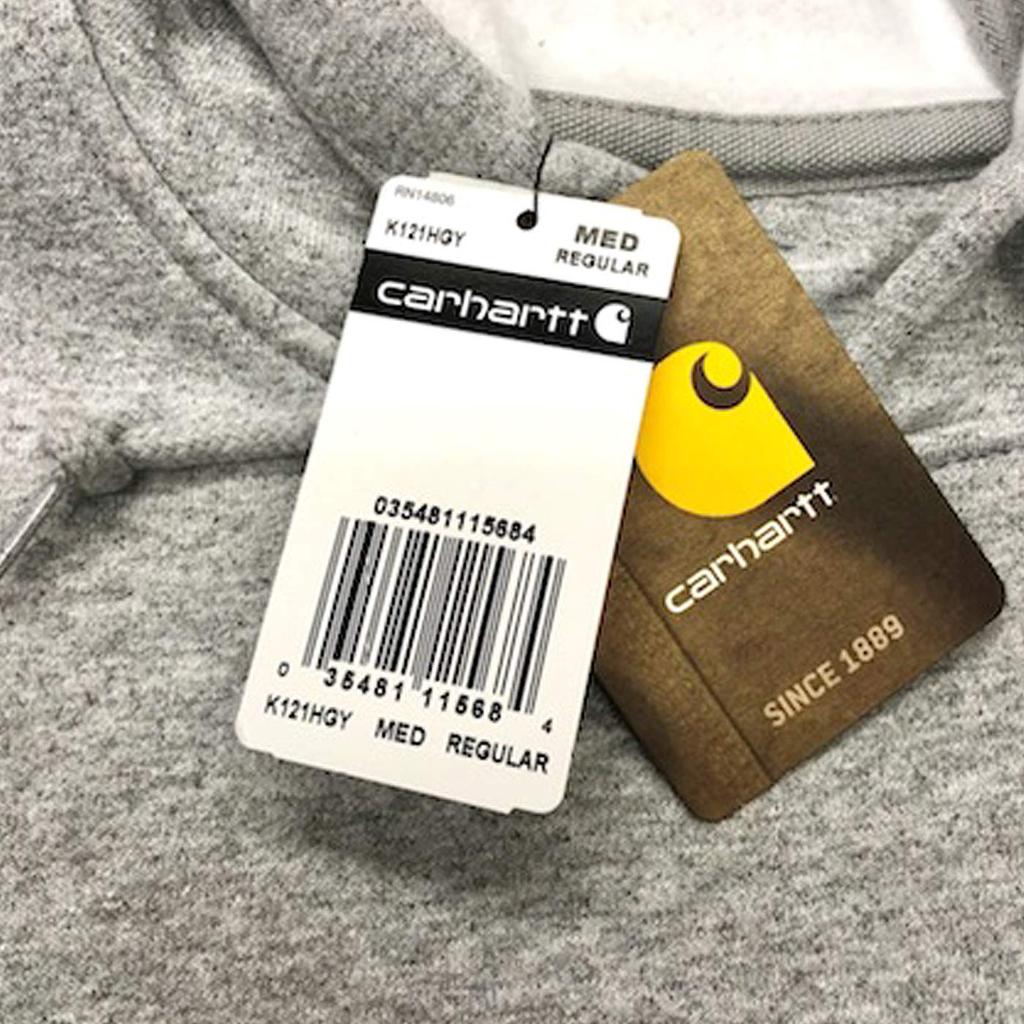 RN14806
K121HGY
MED
REGULAR
carhartt
035481115684
0 35481 11568 4
K121HGY MED REGULAR
carhartt
SINCE 1889